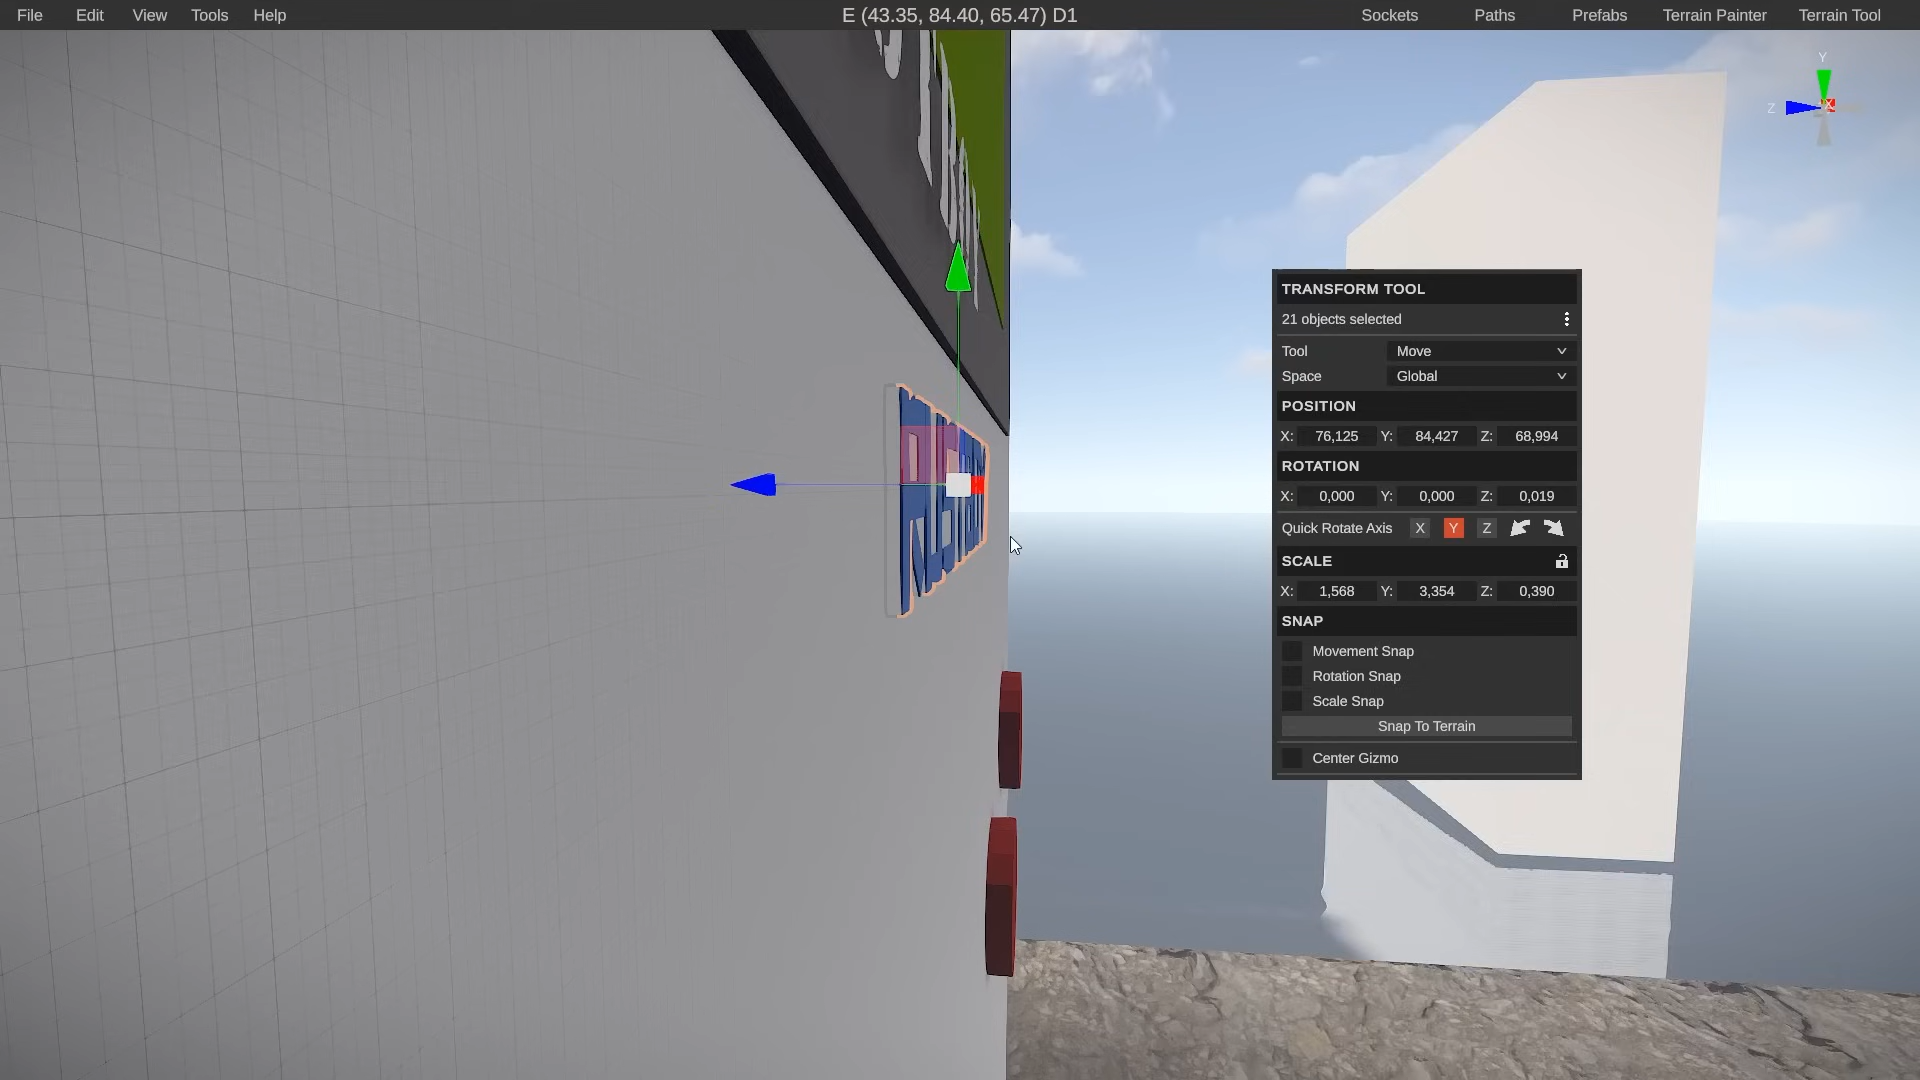 File Edit View Tools Help E (43.35, 84.40, 65.47) D1 Sockets Paths Prefabs Terrain Painter Terrain Tool
Y
Z X
TRANSFORM TOOL
21 objects selected
Tool Move
Space Global
POSITION
X: 76,125 Y: 84,427 Z: 68,994
ROTATION
X: 0,000 Y: 0,000 Z: 0,019
Quick Rotate Axis X Y Z
SCALE
X: 1,568 Y: 3,354 Z: 0,390
SNAP
Movement Snap
Rotation Snap
Scale Snap
Snap To Terrain
Center Gizmo